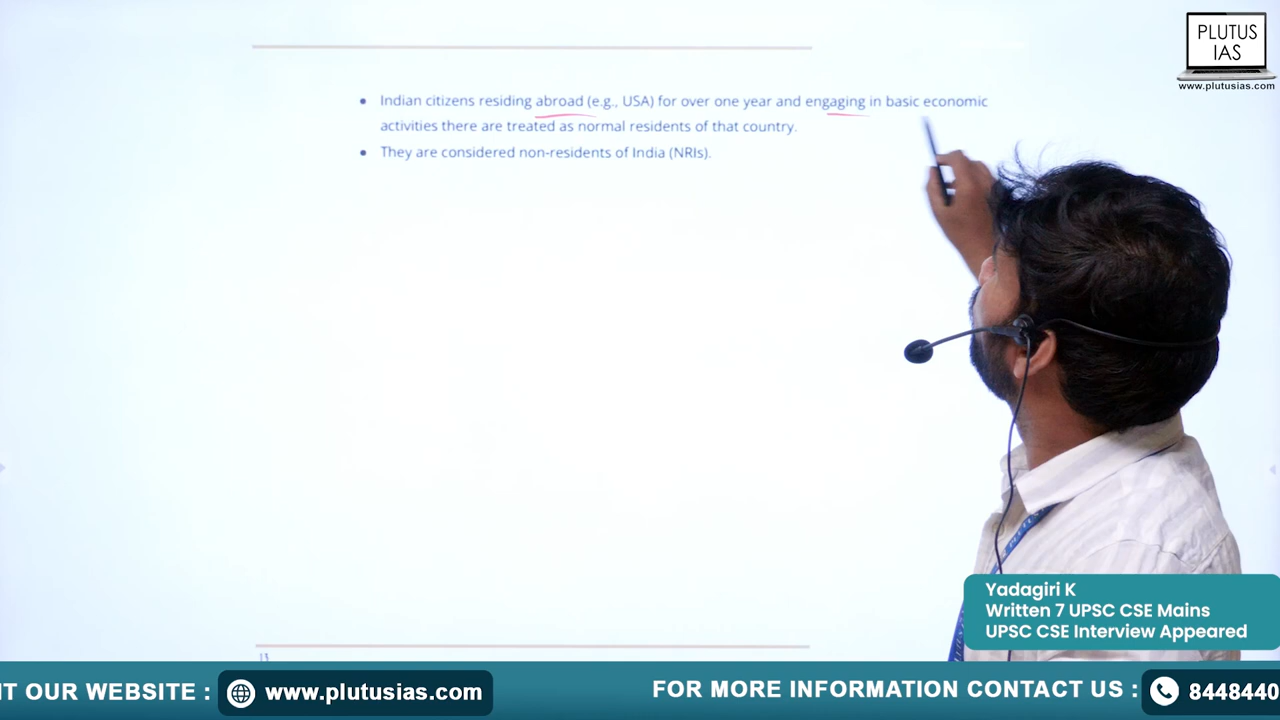 PLUTUS
IAS
www.plutusias.com
• Indian citizens residing abroad (e.g., USA) for over one year and engaging in basic economic
activities there are treated as normal residents of that country.
• They are considered non-residents of India (NRIs).
Yadagiri K
Written 7 UPSC CSE Mains
UPSC CSE Interview Appeared
IT OUR WEBSITE : www.plutusias.com
FOR MORE INFORMATION CONTACT US : 8448440